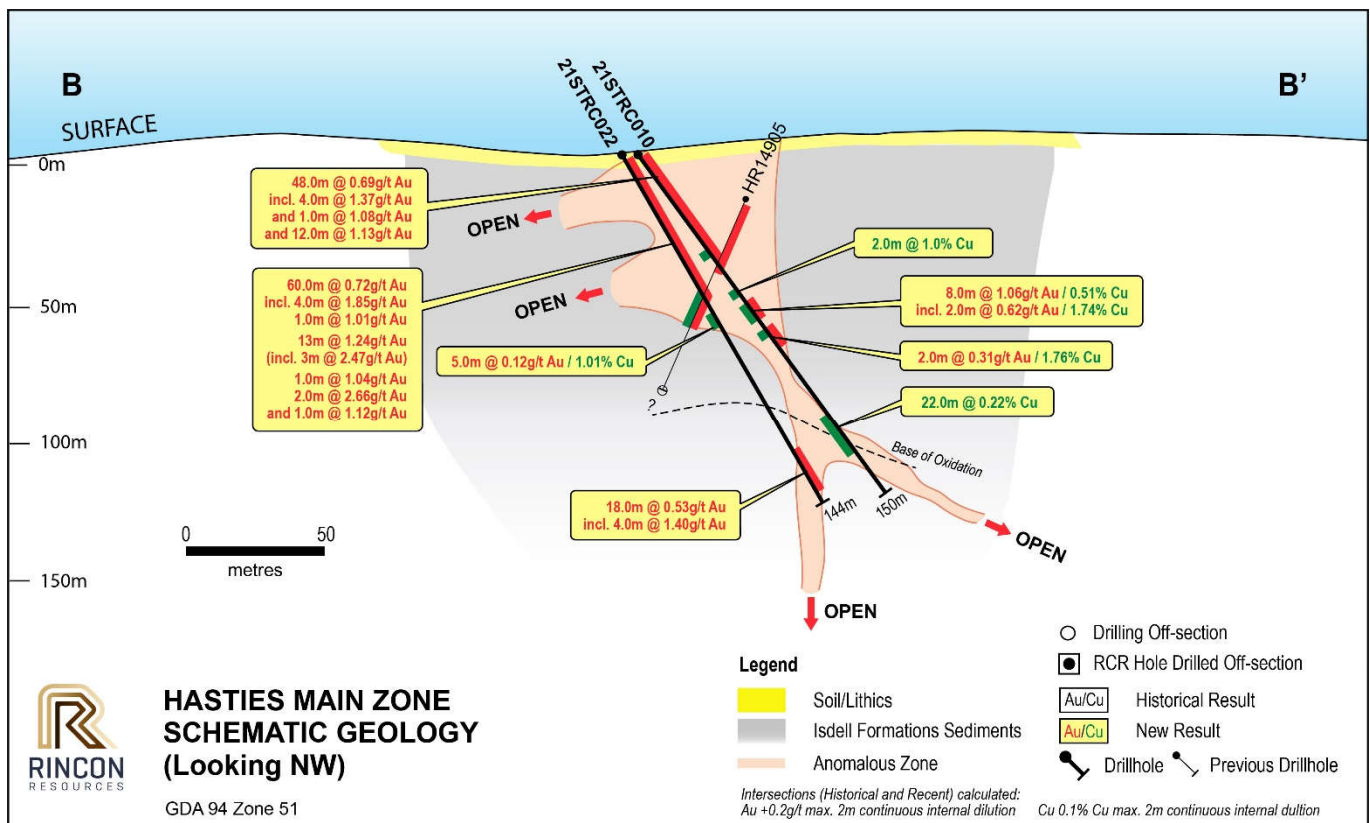 B
B’
SURFACE
21STRC022
21STRC010
HR14905
0m
50m
100m
150m
48.0m @ 0.69g/t Au
incl. 4.0m @ 1.37g/t Au
and 1.0m @ 1.08g/t Au
and 12.0m @ 1.13g/t Au
OPEN
60.0m @ 0.72g/t Au
incl. 4.0m @ 1.85g/t Au
1.0m @ 1.01g/t Au
13m @ 1.24g/t Au
(incl. 3m @ 2.47g/t Au)
1.0m @ 1.04g/t Au
2.0m @ 2.66g/t Au
and 1.0m @ 1.12g/t Au
OPEN
2.0m @ 1.0% Cu
8.0m @ 1.06g/t Au / 0.51% Cu
incl. 2.0m @ 0.62g/t Au / 1.74% Cu
5.0m @ 0.12g/t Au / 1.01% Cu
2.0m @ 0.31g/t Au / 1.76% Cu
?
22.0m @ 0.22% Cu
Base of Oxidation
18.0m @ 0.53g/t Au
incl. 4.0m @ 1.40g/t Au
144m
150m
OPEN
OPEN
0 50
metres
RINCON
RESOURCES
HASTIES MAIN ZONE
SCHEMATIC GEOLOGY
(Looking NW)
GDA 94 Zone 51
Legend
Soil/Lithics
Isdell Formations Sediments
Anomalous Zone
Drilling Off-section
RCR Hole Drilled Off-section
Au/Cu Historical Result
Au/Cu New Result
Drillhole Previous Drillhole
Intersections (Historical and Recent) calculated:
Au +0.2g/t max. 2m continuous internal dilution Cu 0.1% Cu max. 2m continuous internal dultion